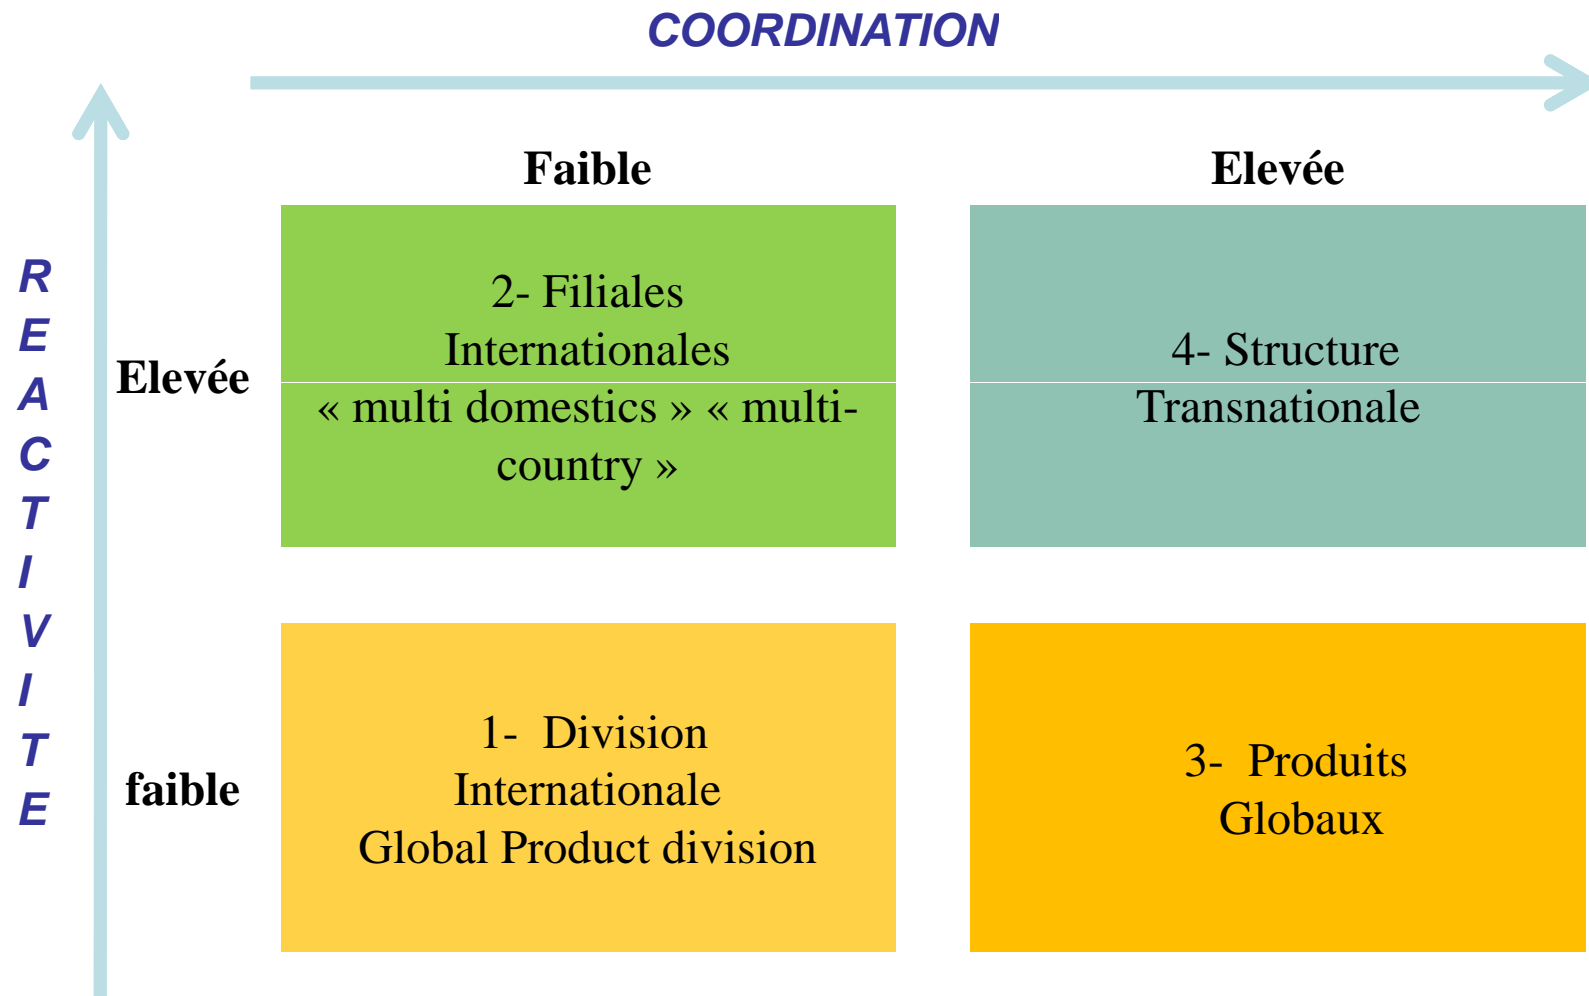 COORDINATION
Faible
Elevée
REACTIVITE
Elevée
2- Filiales
Internationales
« multi domestics » « multi-
country »
4- Structure
Transnationale
faible
1- Division
Internationale
Global Product division
3- Produits
Globaux